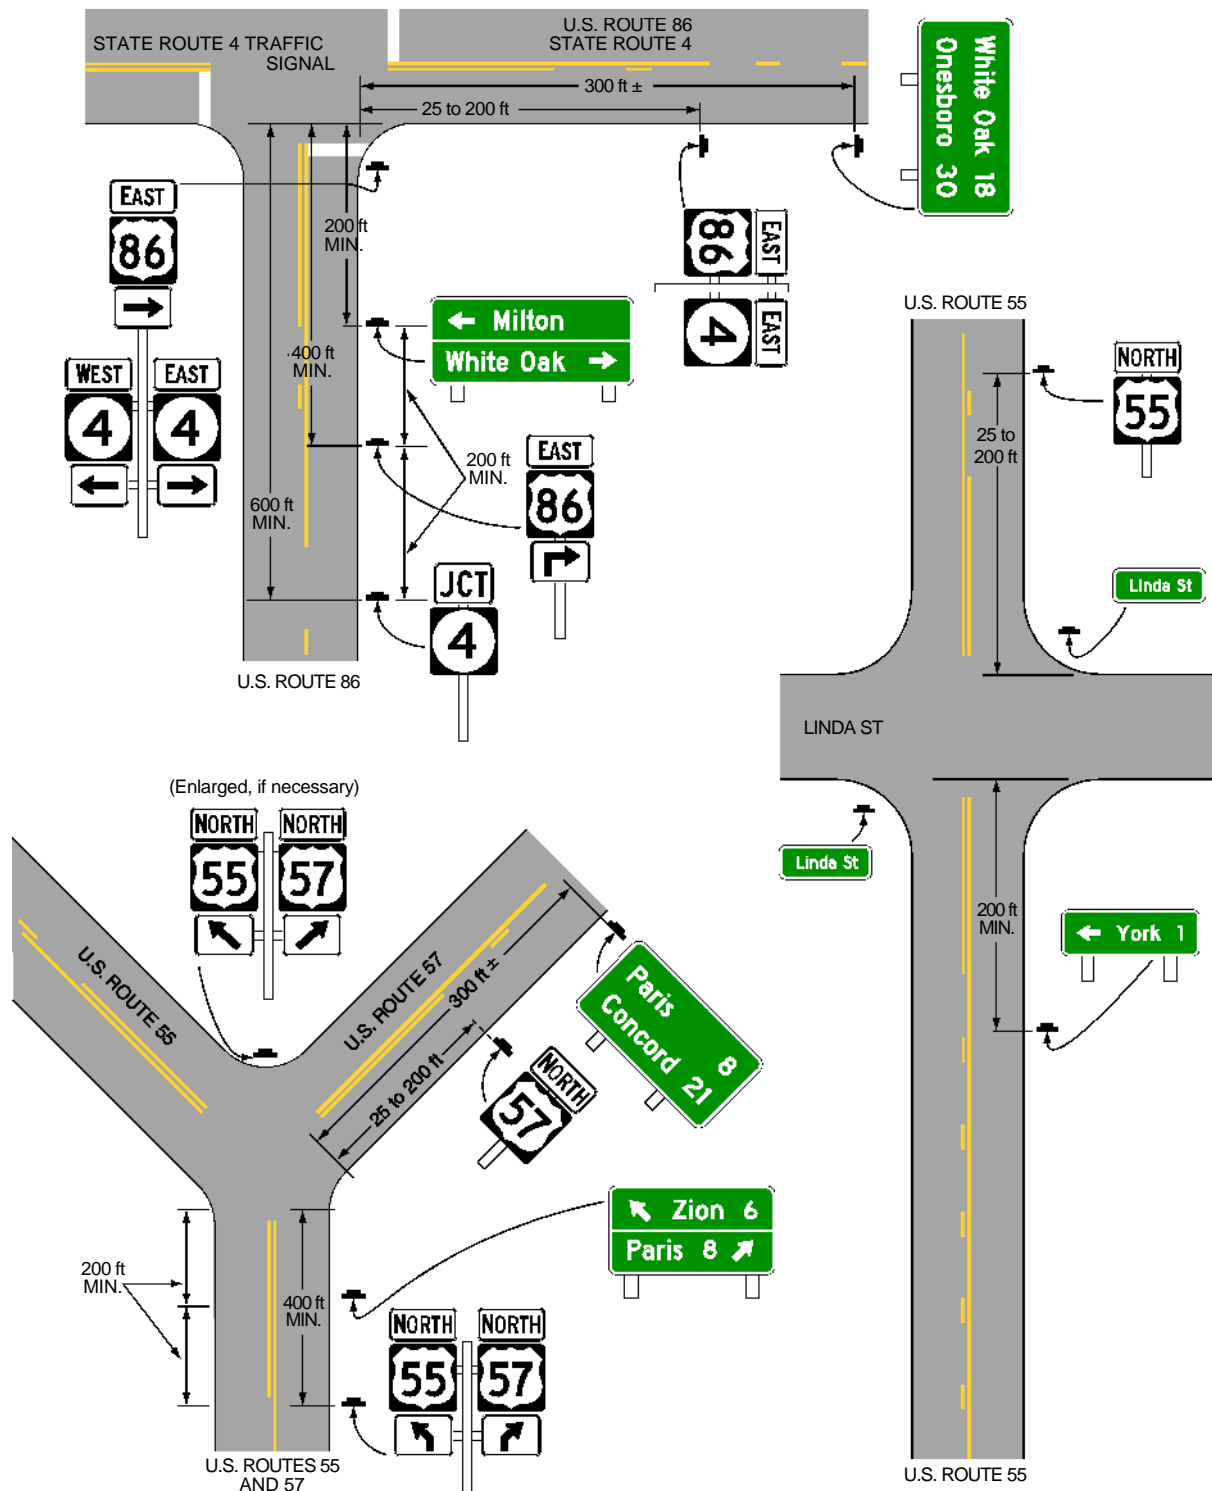 U.S. ROUTE 86
STATE ROUTE 4
STATE ROUTE 4 TRAFFIC
SIGNAL
300 ft ±
25 to 200 ft
White Oak 18
Onesboro 30
EAST
86
200 ft
MIN.
86
EAST
4
EAST
Milton
White Oak
400 ft
MIN.
WEST
EAST
4
4
200 ft
MIN.
EAST
86
600 ft
MIN.
JCT
4
U.S. ROUTE 86
U.S. ROUTE 55
NORTH
55
25 to
200 ft
Linda St
LINDA ST
Linda St
200 ft
MIN.
York 1
U.S. ROUTE 55
(Enlarged, if necessary)
NORTH
NORTH
55
57
U.S. ROUTE 55
U.S. ROUTE 57
300 ft ±
25 to 200 ft
Paris 8
Concord 21
NORTH
57
Zion 6
Paris 8
200 ft
MIN.
400 ft
MIN.
NORTH
NORTH
55
57
U.S. ROUTES 55
AND 57